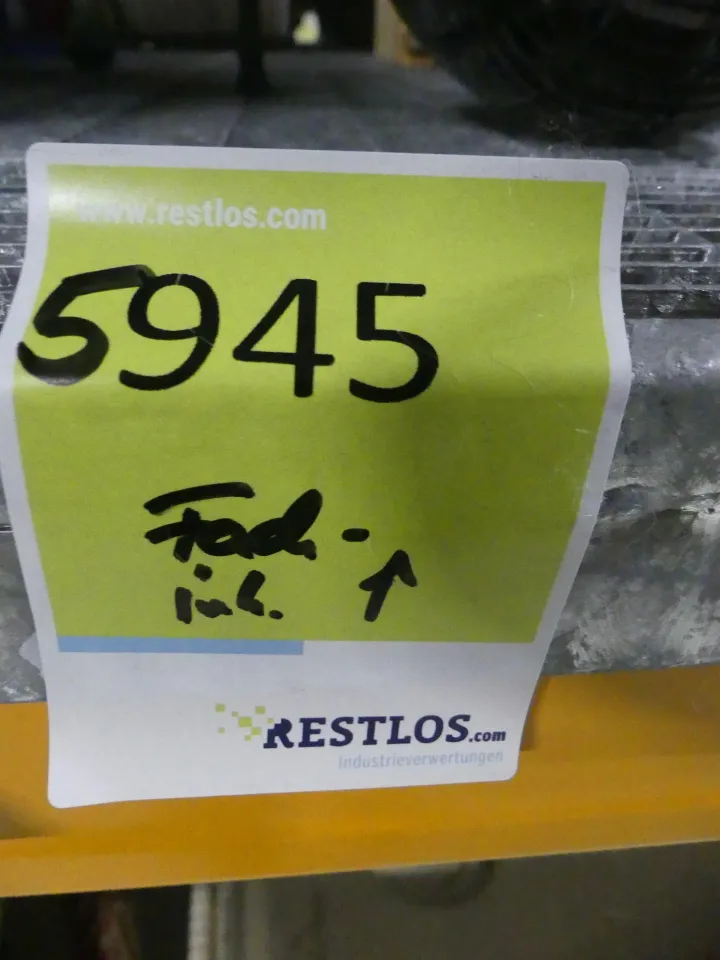 www.restlos.com
5945
Fach-
inh. ↑
RESTLOS.com
industrieverwertungen